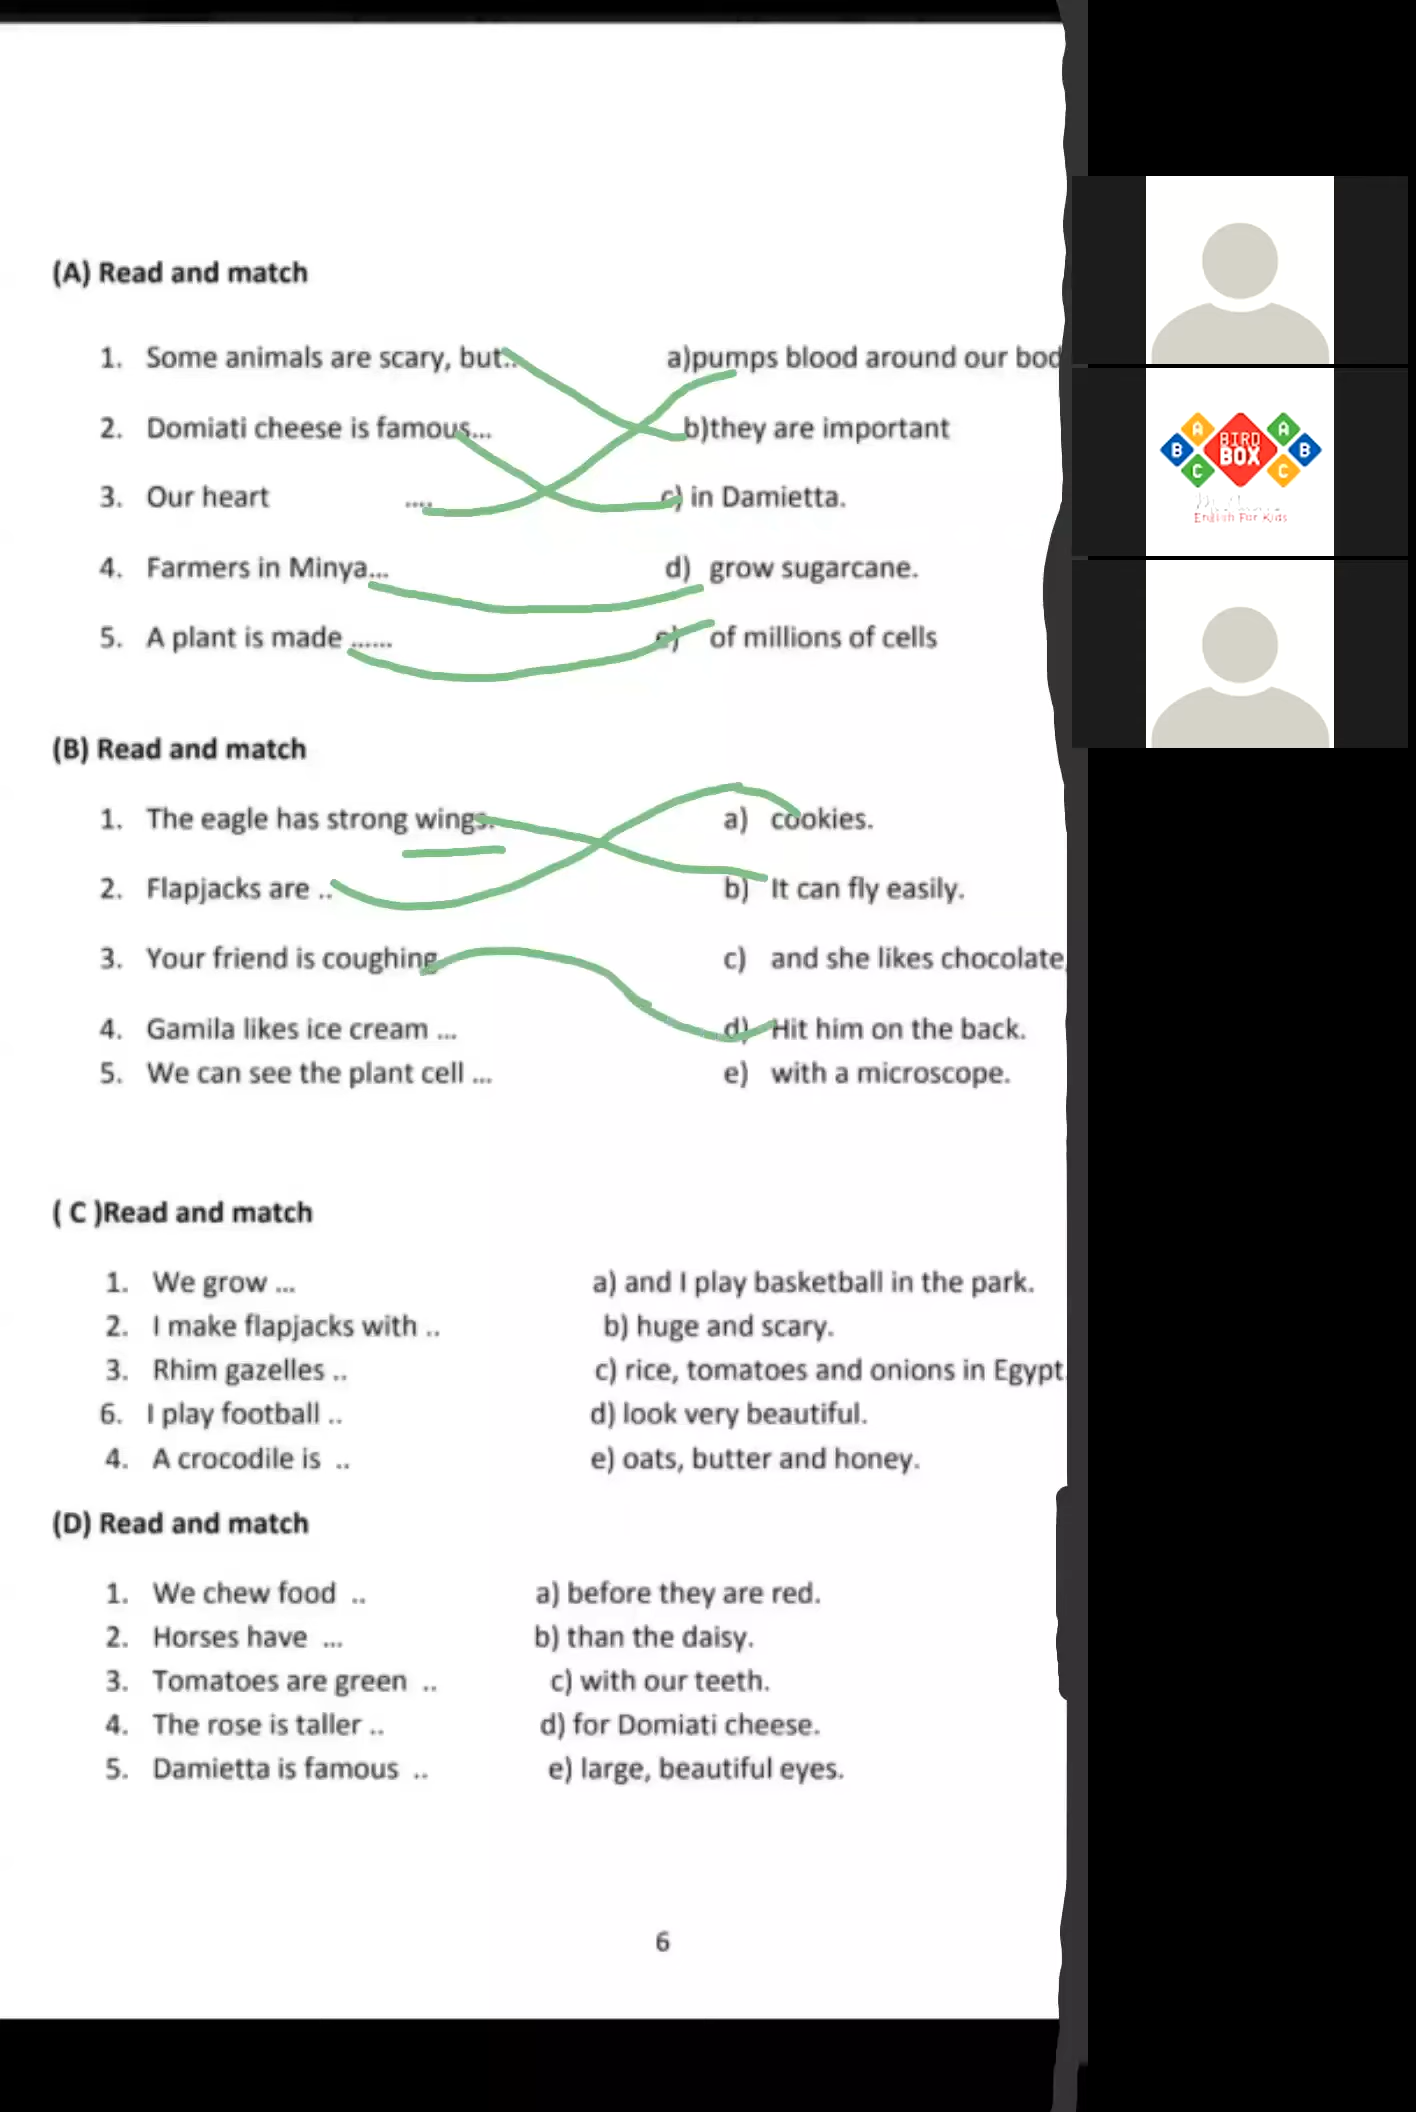 (A) Read and match
1. Some animals are scary, but.. a)pumps blood around our bod
2. Domiati cheese is famous... b)they are important
3. Our heart .... c) in Damietta.
4. Farmers in Minya... d) grow sugarcane.
5. A plant is made ...... e) of millions of cells
(B) Read and match
1. The eagle has strong wings. a) cookies.
2. Flapjacks are .. b) It can fly easily.
3. Your friend is coughing c) and she likes chocolate,
4. Gamila likes ice cream ... d) Hit him on the back.
5. We can see the plant cell ... e) with a microscope.
( C )Read and match
1. We grow ... a) and I play basketball in the park.
2. I make flapjacks with .. b) huge and scary.
3. Rhim gazelles .. c) rice, tomatoes and onions in Egypt.
6. I play football .. d) look very beautiful.
4. A crocodile is .. e) oats, butter and honey.
(D) Read and match
1. We chew food .. a) before they are red.
2. Horses have ... b) than the daisy.
3. Tomatoes are green .. c) with our teeth.
4. The rose is taller .. d) for Domiati cheese.
5. Damietta is famous .. e) large, beautiful eyes.
6
A A
B BIRD BOX B
C C
English For Kids